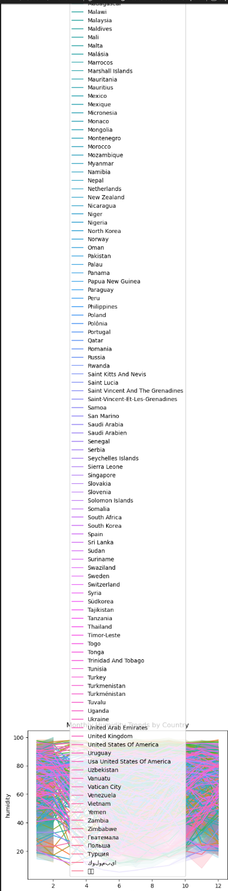 Madagascar
Malawi
Malaysia
Maldives
Mali
Malta
Malásia
Marrocos
Marshall Islands
Mauritania
Mauritius
Mexico
Mexique
Micronesia
Monaco
Mongolia
Montenegro
Morocco
Mozambique
Myanmar
Namibia
Nepal
Netherlands
New Zealand
Nicaragua
Niger
Nigeria
North Korea
Norway
Oman
Pakistan
Palau
Panama
Papua New Guinea
Paraguay
Peru
Philippines
Poland
Polônia
Portugal
Qatar
Romania
Russia
Rwanda
Saint Kitts And Nevis
Saint Lucia
Saint Vincent And The Grenadines
Saint-Vincent-Et-Les-Grenadines
Samoa
San Marino
Saudi Arabia
Saudi Arabien
Senegal
Serbia
Seychelles Islands
Sierra Leone
Singapore
Slovakia
Slovenia
Solomon Islands
Somalia
South Africa
South Korea
Spain
Sri Lanka
Sudan
Suriname
Swaziland
Sweden
Switzerland
Syria
Südkorea
Tajikistan
Tanzania
Thailand
Timor-Leste
Togo
Tonga
Trinidad And Tobago
Tunisia
Turkey
Turkmenistan
Turkménistan
Tuvalu
Uganda
Ukraine
Trends by Country
United Arab Emirates
United Kingdom
United States Of America
Uruguay
Usa United States Of America
Uzbekistan
Vanuatu
Vatican City
Venezuela
Vietnam
Yemen
Zambia
Zimbabwe
Гватемала
Польша
Турция
humidity
100
80
60
40
20
2 4 6 8 10 12